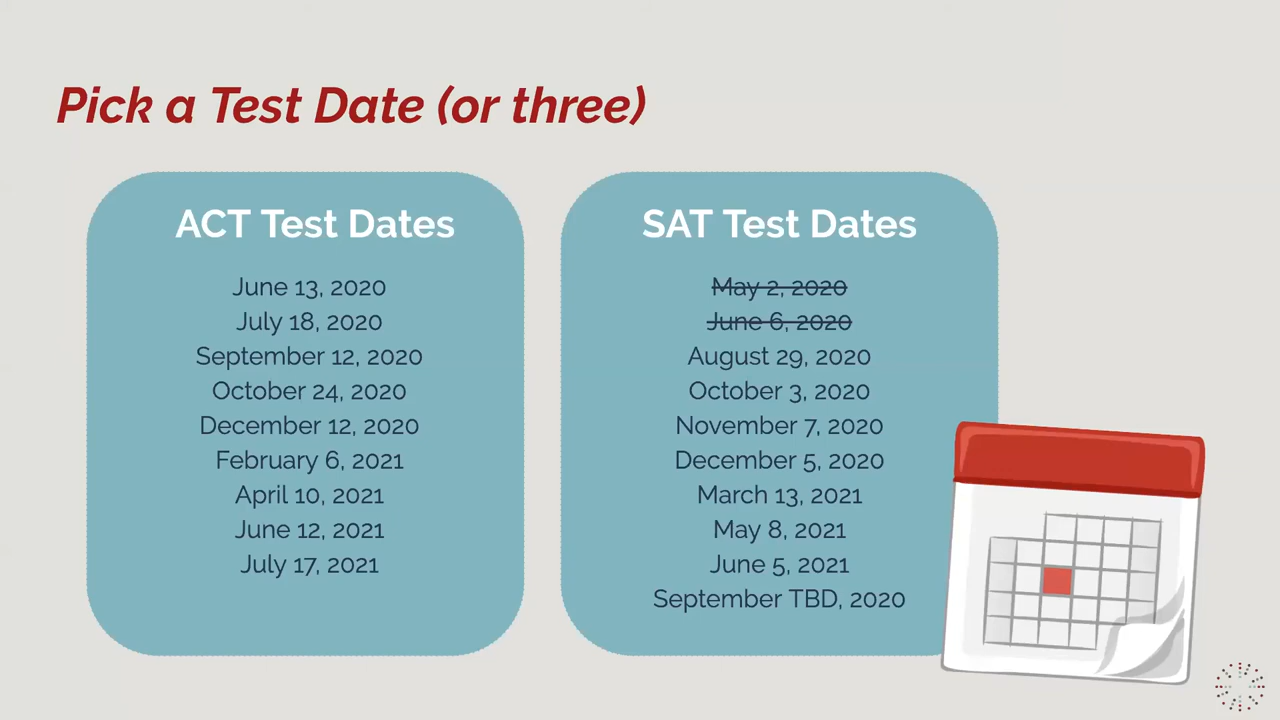 Pick a Test Date (or three)
ACT Test Dates
June 13, 2020
July 18, 2020
September 12, 2020
October 24, 2020
December 12, 2020
February 6, 2021
April 10, 2021
June 12, 2021
July 17, 2021
SAT Test Dates
May 2, 2020
June 6, 2020
August 29, 2020
October 3, 2020
November 7, 2020
December 5, 2020
March 13, 2021
May 8, 2021
June 5, 2021
September TBD, 2020